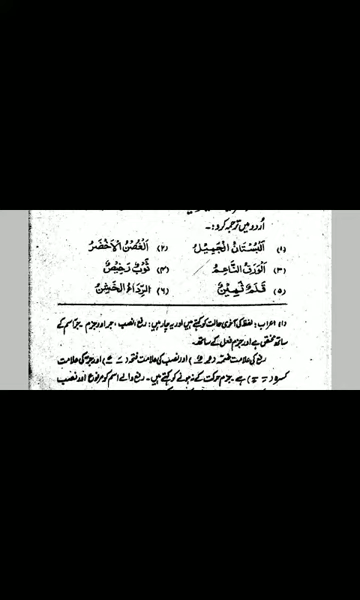 اُردو میں ترجمہ کرو:-
(۱) اَلْبُسْتَانُ الْجَمِیْلُ (۲) اَلْغُصْنُ الْاَخْضَرُ
(۳) اَلْوَرَقُ النَّاعِمُ (۴) ثَوْبٌ رَخِیْصٌ
(۵) قَلَمٌ ثَمِیْنٌ (۶) الرِّدَاءُ الْخَشِنُ
(۱) اعراب: لفظ کی آخری حالت کو کہتے ہیں اور یہ چار ہیں: رفع، نصب، جر اور جزم۔ جر اسم کے
ساتھ مختص ہے اور جزم فعل کے ساتھ۔
رفع کی علامت ضمہ (ـُ ـٌ) اور نصب کی علامت فتحہ (ـَ ـً) اور جر کی علامت
کسرہ (ـِ ـٍ) ہے۔ جزم حرکت کے نہ ہونے کو کہتے ہیں۔ رفع والے اسم کو مرفوع اور نصب